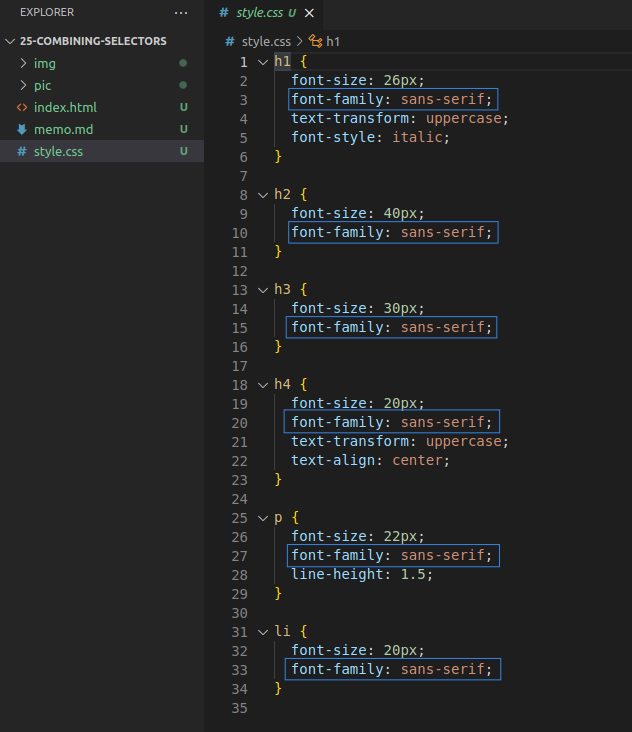 EXPLORER ...
25-COMBINING-SELECTORS
img
pic
index.html U
memo.md U
style.css U
style.css U
style.css > h1
1 h1 {
2 font-size: 26px;
3 font-family: sans-serif;
4 text-transform: uppercase;
5 font-style: italic;
6 }
7
8 h2 {
9 font-size: 40px;
10 font-family: sans-serif;
11 }
12
13 h3 {
14 font-size: 30px;
15 font-family: sans-serif;
16 }
17
18 h4 {
19 font-size: 20px;
20 font-family: sans-serif;
21 text-transform: uppercase;
22 text-align: center;
23 }
24
25 p {
26 font-size: 22px;
27 font-family: sans-serif;
28 line-height: 1.5;
29 }
30
31 li {
32 font-size: 20px;
33 font-family: sans-serif;
34 }
35